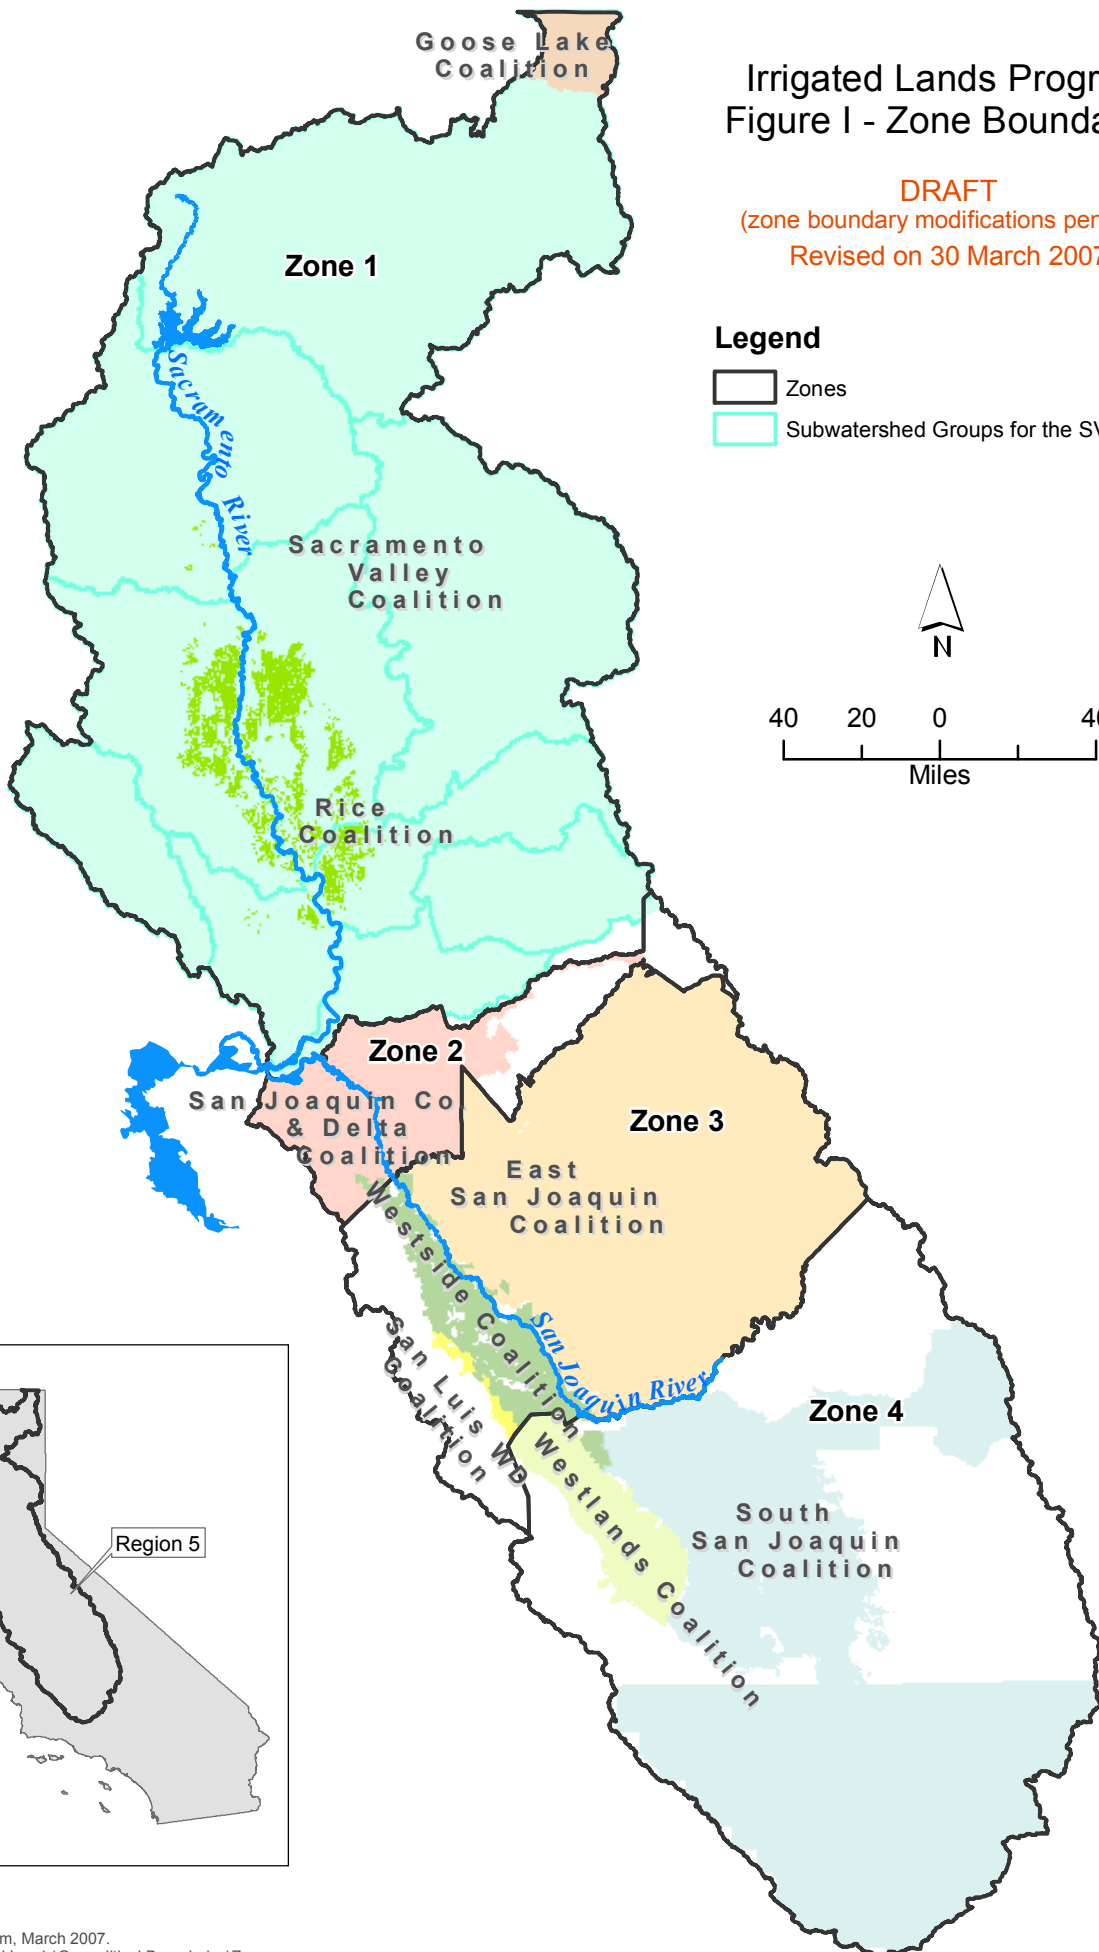 Goose Lake
Coalition
Irrigated Lands Progr
Figure I - Zone Bounda
DRAFT
(zone boundary modifications pen
Revised on 30 March 2007
Zone 1
Legend
Zones
Subwatershed Groups for the SV
Sacramento River
Sacramento
Valley
Coalition
N
40 20 0 40
Miles
Rice
Coalition
Zone 2
San Joaquin Co.
& Delta
Coalition
Zone 3
East
San Joaquin
Coalition
Westside Coalition
San Luis WD
Coalition
San Joaquin River
Zone 4
Westlands Coalition
South
San Joaquin
Coalition
Region 5
m, March 2007.